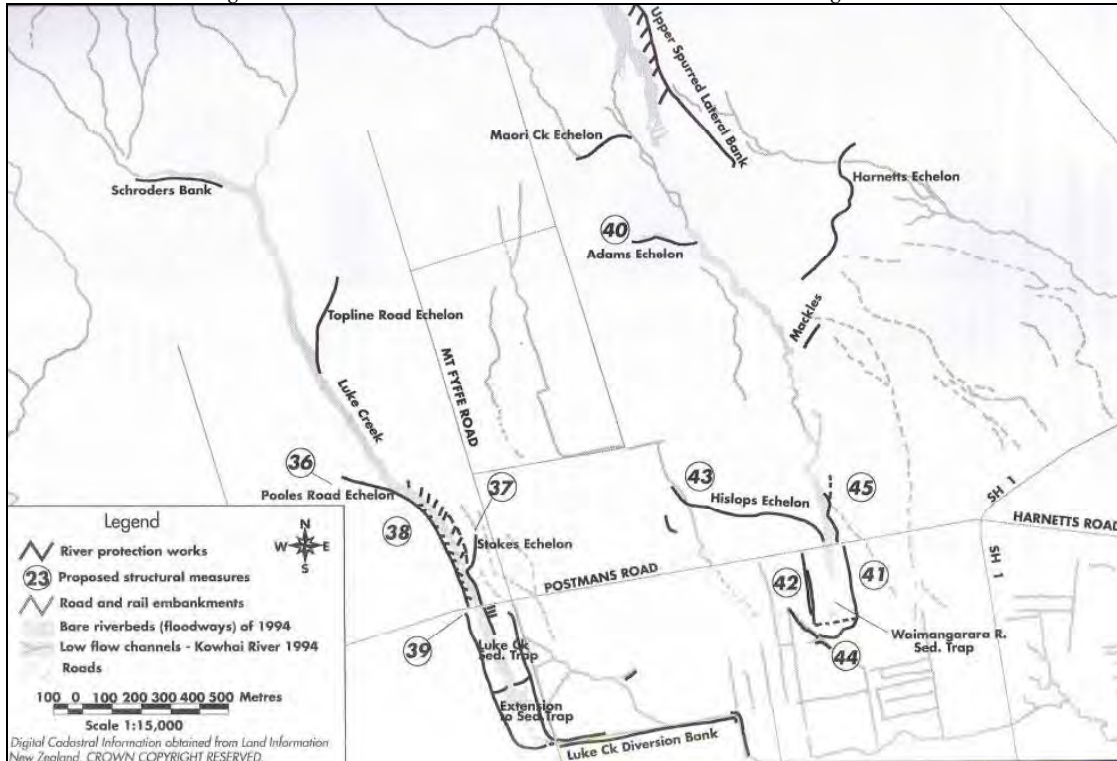 Upper Spurred Lateral Bank
Maori Ck Echelon
Harnetts Echelon
Schroders Bank
40
Adams Echelon
Topline Road Echelon
Mackles
MT FYFFE ROAD
Luke Creek
36
37
43
45
Pooles Road Echelon
Hislops Echelon
SH 1
HARNETTS ROAD
38
Stokes Echelon
SH 1
POSTMANS ROAD
42
41
39
Luke Ck
Sed. Trap
Waimangarara R.
Sed. Trap
44
Extension
to Sed Trap
Luke Ck Diversion Bank
Legend
N
W E
S
River protection works
23 Proposed structural measures
Road and rail embankments
Bare riverbeds (floodways) of 1994
Low flow channels - Kowhai River 1994
Roads
100 0 100 200 300 400 500 Metres
Scale 1:15,000
Digital Cadastral Information obtained from Land Information
New Zealand. CROWN COPYRIGHT RESERVED.